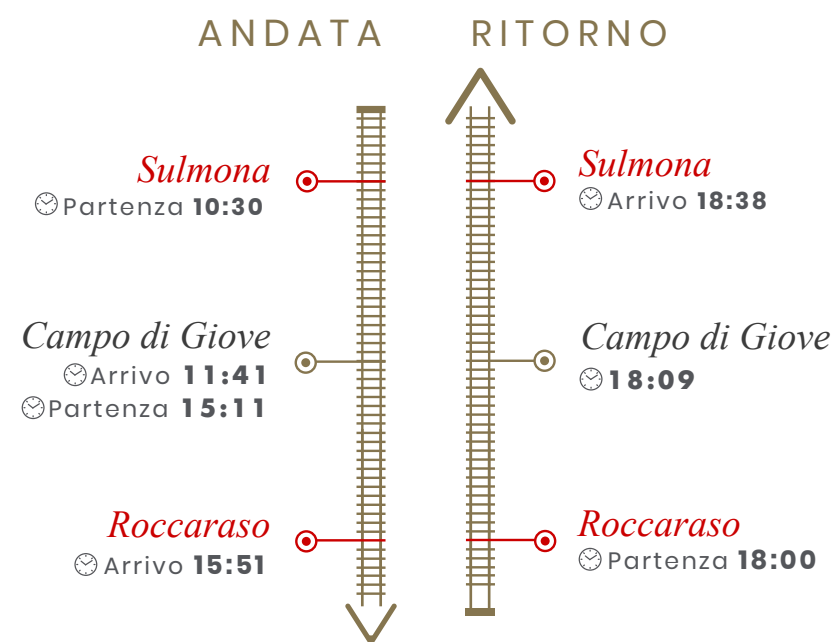 ANDATA
Sulmona
Partenza 10:30
Campo di Giove
Arrivo 11:41
Partenza 15:11
Roccaraso
Arrivo 15:51
RITORNO
Sulmona
Arrivo 18:38
Campo di Giove
18:09
Roccaraso
Partenza 18:00